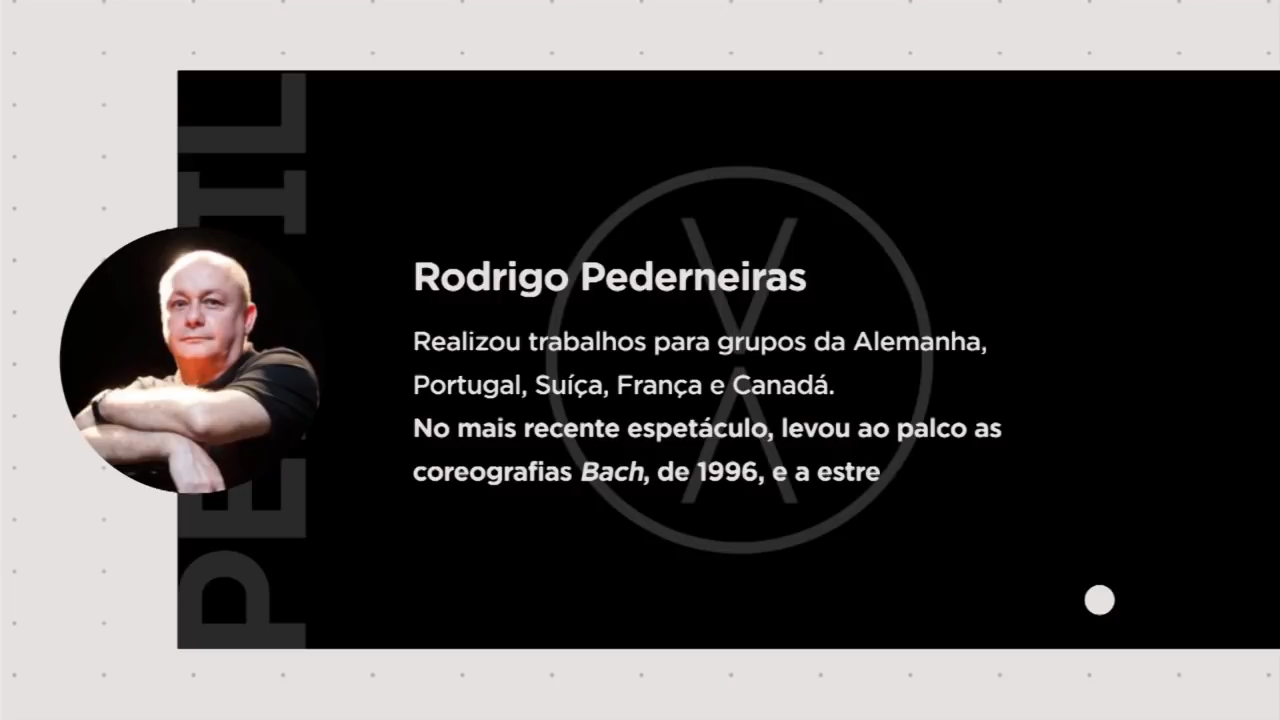 Rodrigo Pederneiras
Realizou trabalhos para grupos da Alemanha,
Portugal, Suíça, França e Canadá.
No mais recente espetáculo, levou ao palco as
coreografias Bach, de 1996, e a estre